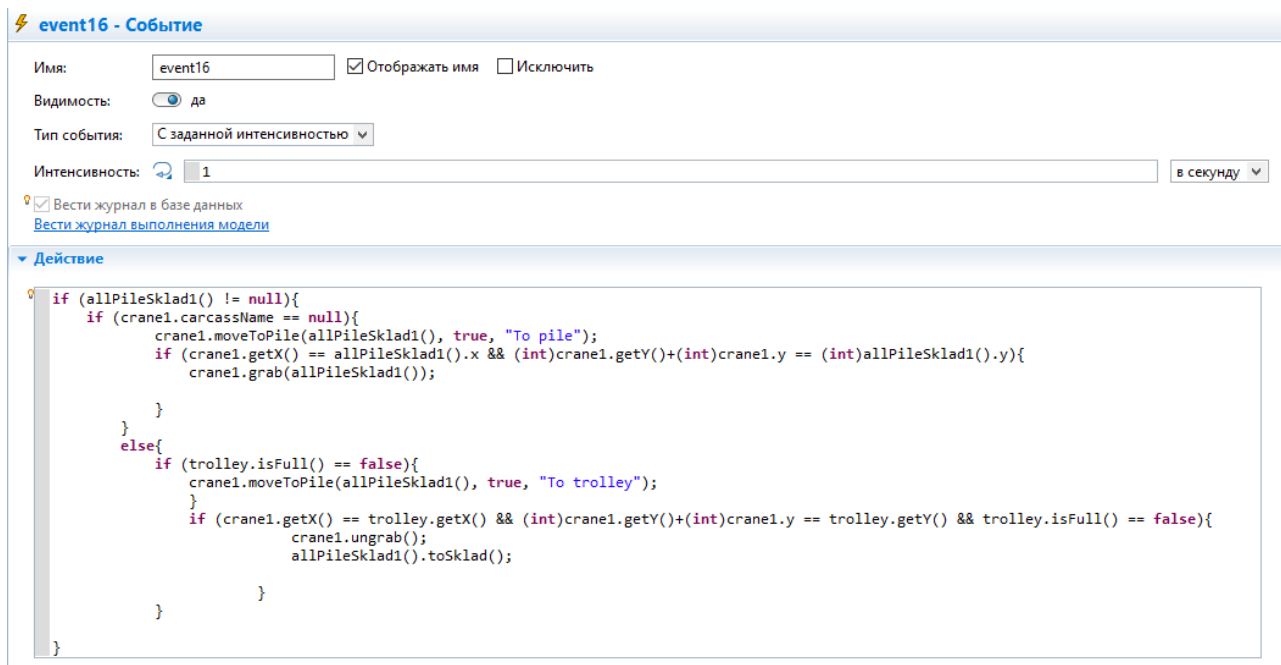 event16 - Событие
Имя: event16 Отображать имя Исключить
Видимость: да
Тип события: С заданной интенсивностью
Интенсивность: 1 в секунду
Вести журнал в базе данных
Вести журнал выполнения модели
Действие
if (allPileSklad1() != null){
if (crane1.carcassName == null){
crane1.moveToPile(allPileSklad1(), true, "To pile");
if (crane1.getX() == allPileSklad1().x && (int)crane1.getY()+(int)crane1.y == (int)allPileSklad1().y){
crane1.grab(allPileSklad1());
}
}
else{
if (trolley.isFull() == false){
crane1.moveToPile(allPileSklad1(), true, "To trolley");
}
if (crane1.getX() == trolley.getX() && (int)crane1.getY()+(int)crane1.y == trolley.getY() && trolley.isFull() == false){
crane1.ungrab();
allPileSklad1().toSklad();
}
}
}